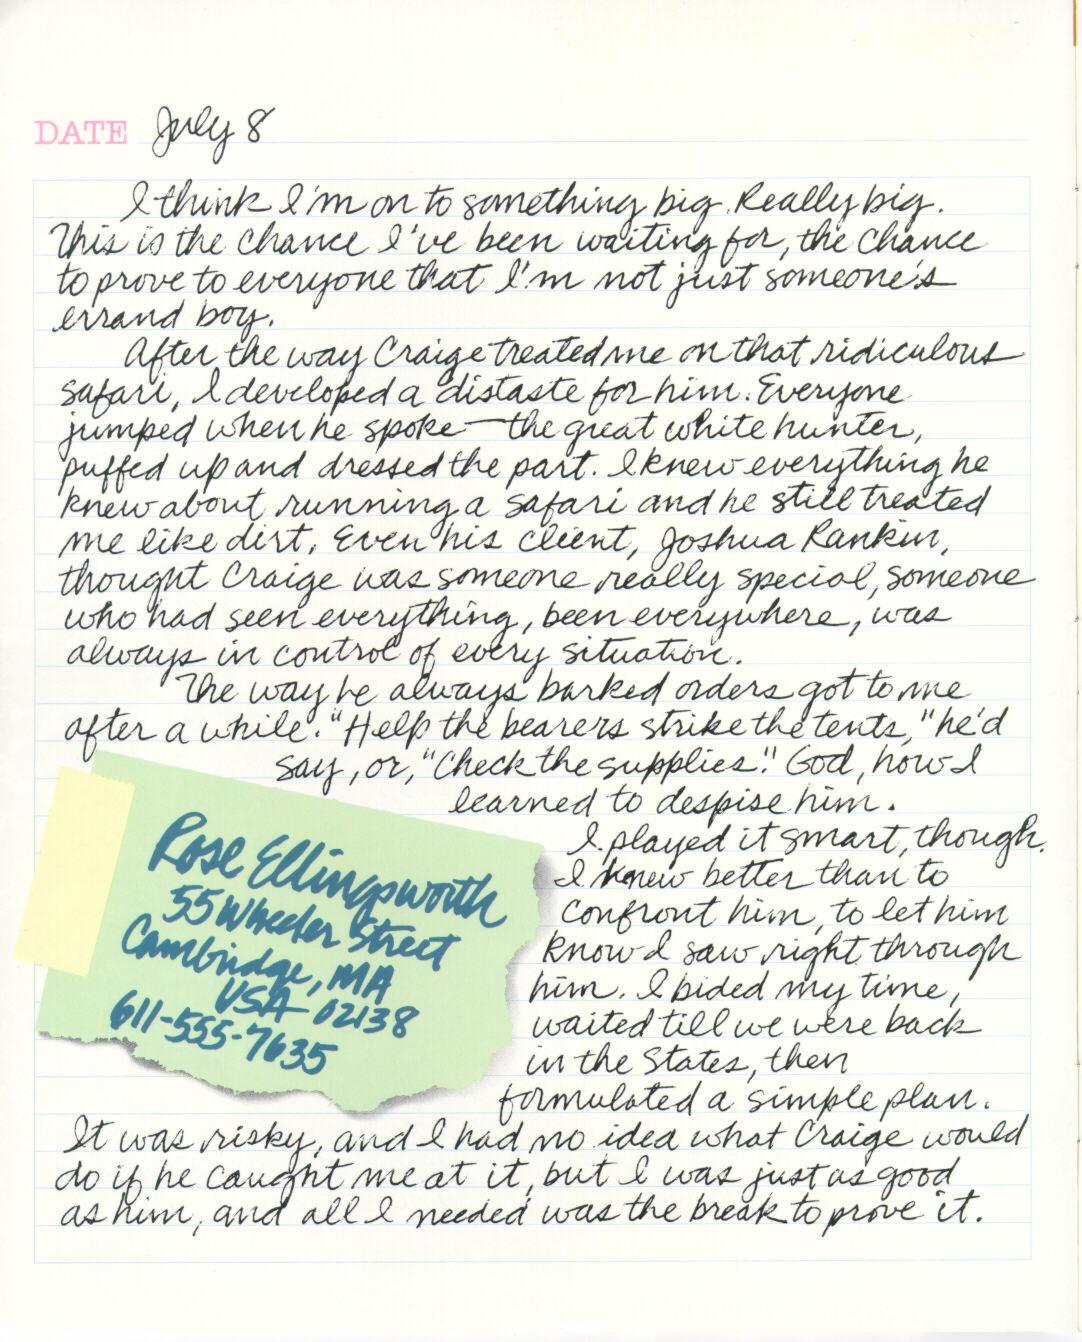 DATE July 8
I think I'm on to something big. Really big.
This is the chance I've been waiting for, the chance
to prove to everyone that I'm not just someone's
errand boy.
After the way Craige treated me on that ridiculous
safari, I developed a distaste for him. Everyone
jumped when he spoke—the great white hunter,
puffed up and dressed the part. I knew everything he
knew about running a safari and he still treated
me like dirt. Even his client, Joshua Rankin,
thought Craige was someone really special, someone
who had seen everything, been everywhere, was
always in control of every situation.
The way he always barked orders got to me
after a while. "Help the bearers strike the tents," he'd
say, or, "Check the supplies." God, how I
learned to despise him.
I played it smart, though.
I knew better than to
confront him, to let him
know I saw right through
him. I bided my time,
waited till we were back
in the States, then
formulated a simple plan.
It was risky, and I had no idea what Craige would
do if he caught me at it, but I was just as good
as him, and all I needed was the break to prove it.
Rose Ellingsworth
55 Wheeler Street
Cambridge, MA
USA 02138
611-555-7635